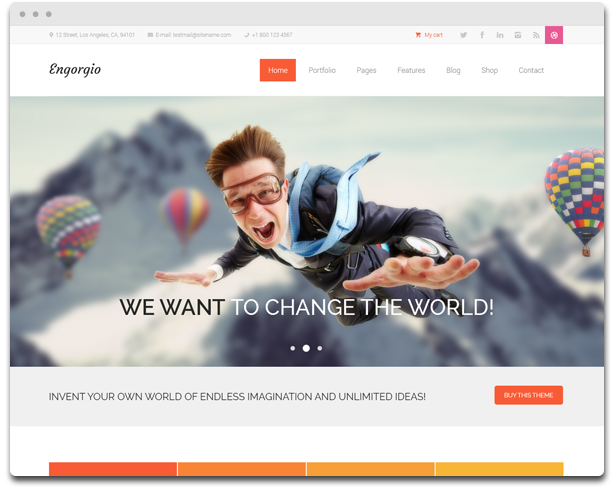 12 Street, Los Angeles, CA, 94101 E-mail: testmail@sitename.com +1 800 123 4567 My cart
Engorgio Home Portfolio Pages Features Blog Shop Contact
WE WANT TO CHANGE THE WORLD!
INVENT YOUR OWN WORLD OF ENDLESS IMAGINATION AND UNLIMITED IDEAS! BUY THIS THEME